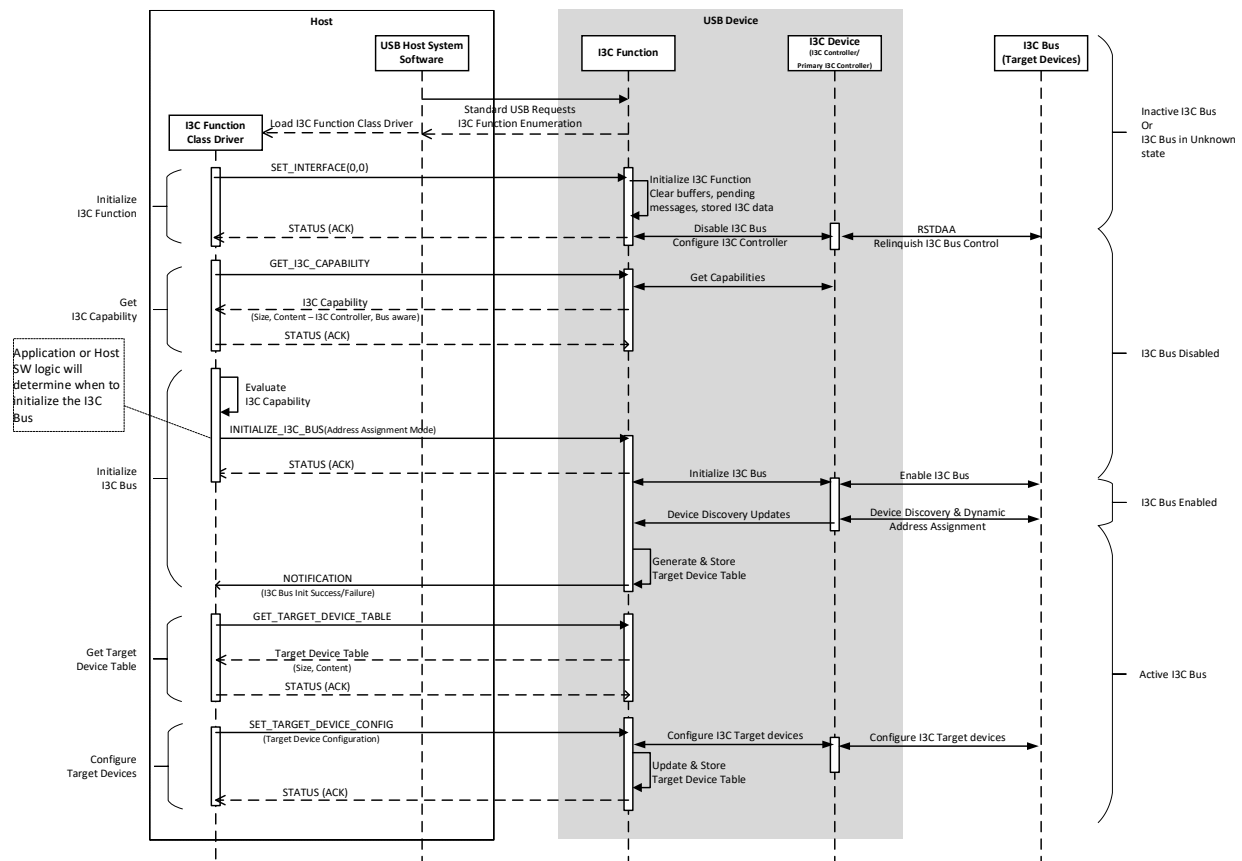 Host
USB Device
USB Host System
Software
I3C Function
I3C Device
(I3C Controller/
Primary I3C Controller)
I3C Bus
(Target Devices)
Standard USB Requests
I3C Function Enumeration
Load I3C Function Class Driver
I3C Function
Class Driver
Inactive I3C Bus
Or
I3C Bus in Unknown
state
SET_INTERFACE(0,0)
Initialize I3C Function
Clear buffers, pending
messages, stored I3C data
Initialize
I3C Function
STATUS (ACK)
Disable I3C Bus
Configure I3C Controller
RSTDAA
Relinquish I3C Bus Control
GET_I3C_CAPABILITY
Get Capabilities
Get
I3C Capability
I3C Capability
(Size, Content – I3C Controller, Bus aware)
STATUS (ACK)
I3C Bus Disabled
Application or Host
SW logic will
determine when to
initialize the I3C
Bus
Evaluate
I3C Capability
INITIALIZE_I3C_BUS(Address Assignment Mode)
STATUS (ACK)
Initialize
I3C Bus
Initialize I3C Bus
Enable I3C Bus
I3C Bus Enabled
Device Discovery Updates
Device Discovery & Dynamic
Address Assignment
Generate & Store
Target Device Table
NOTIFICATION
(I3C Bus Init Success/Failure)
GET_TARGET_DEVICE_TABLE
Get Target
Device Table
Target Device Table
(Size, Content)
STATUS (ACK)
Active I3C Bus
SET_TARGET_DEVICE_CONFIG
(Target Device Configuration)
Configure I3C Target devices
Configure I3C Target devices
Configure
Target Devices
Update & Store
Target Device Table
STATUS (ACK)